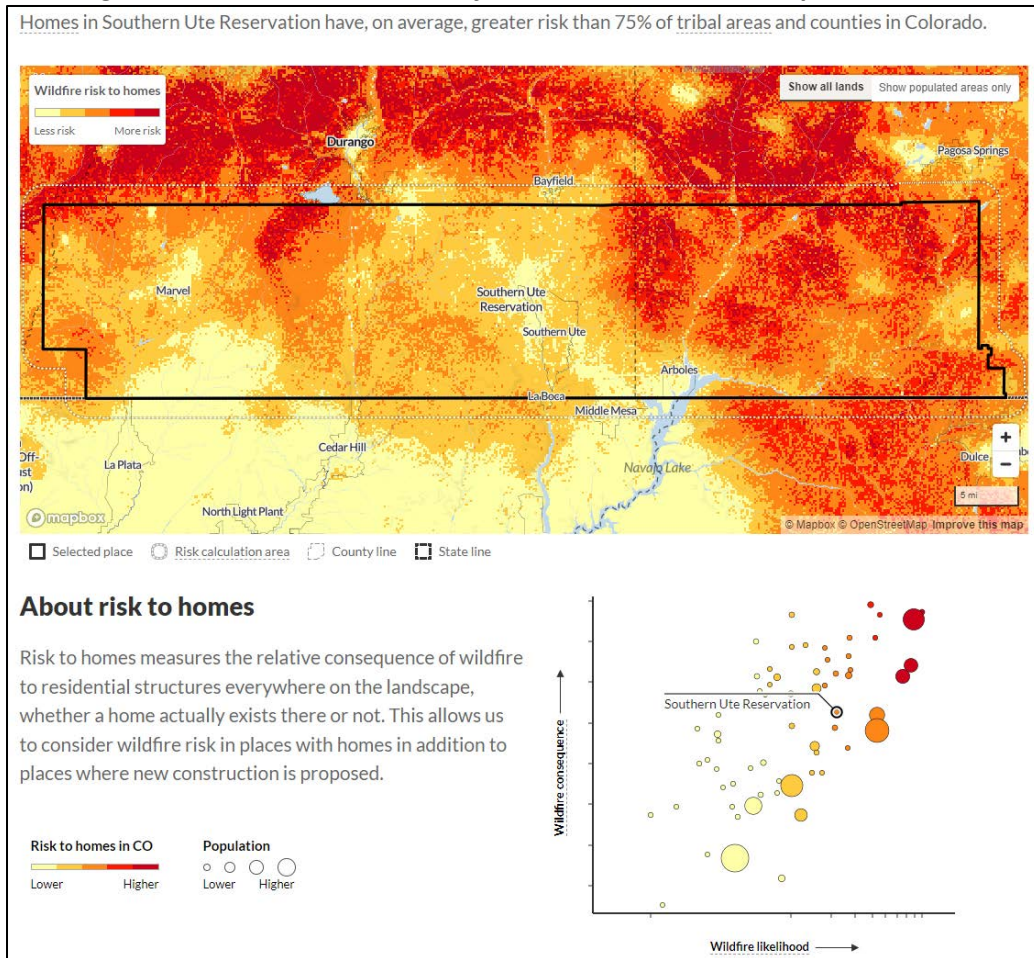 Homes in Southern Ute Reservation have, on average, greater risk than 75% of tribal areas and counties in Colorado.
Wildfire risk to homes
Less risk More risk
Show all lands Show populated areas only
Durango
Pagosa Springs
Bayfield
Marvel
Southern Ute
Reservation
Southern Ute
Arboles
La Boca
Middle Mesa
Cedar Hill
La Plata
Navajo Lake
Dulce
+
−
North Light Plant
5 mi
mapbox
© Mapbox © OpenStreetMap Improve this map
Selected place Risk calculation area County line State line
About risk to homes
Risk to homes measures the relative consequence of wildfire
to residential structures everywhere on the landscape,
whether a home actually exists there or not. This allows us
to consider wildfire risk in places with homes in addition to
places where new construction is proposed.
Risk to homes in CO
Lower Higher
Population
Lower Higher
Southern Ute Reservation
Wildfire consequence
Wildfire likelihood